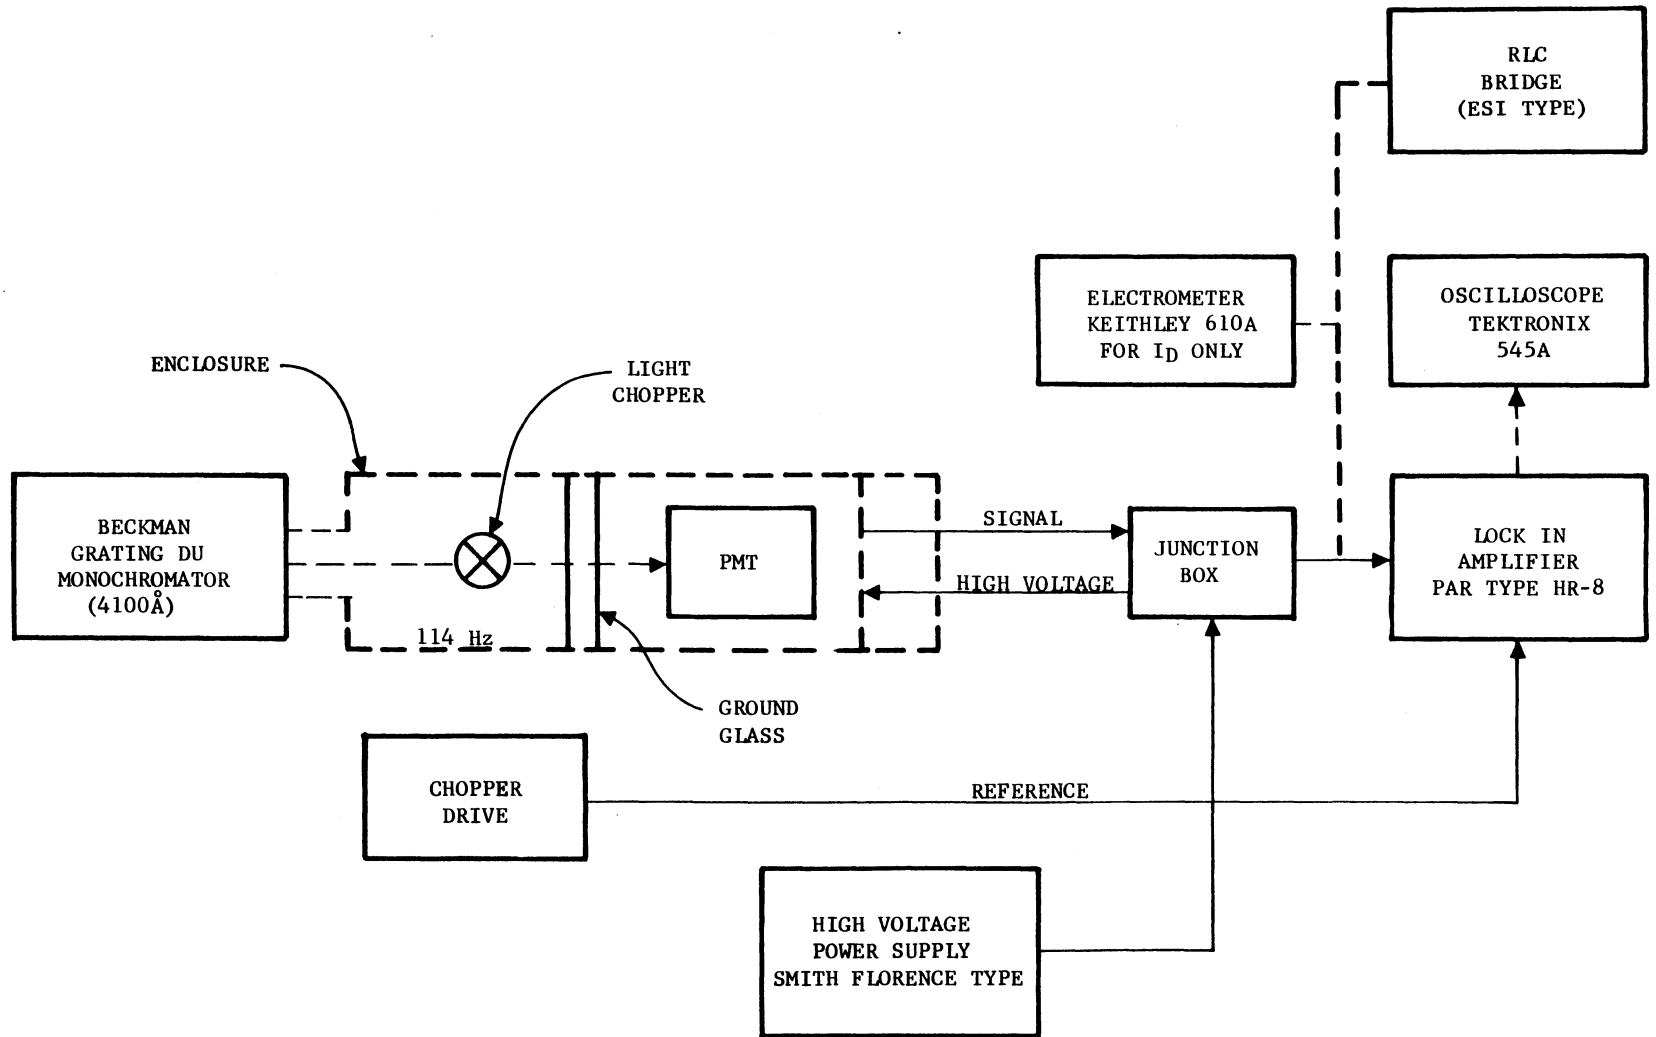 RLC
BRIDGE
(ESI TYPE)
ELECTROMETER
KEITHLEY 610A
FOR ID ONLY
OSCILLOSCOPE
TEKTRONIX
545A
ENCLOSURE
LIGHT
CHOPPER
BECKMAN
GRATING DU
MONOCHROMATOR
(4100Å)
114 Hz
PMT
SIGNAL
HIGH VOLTAGE
JUNCTION
BOX
LOCK IN
AMPLIFIER
PAR TYPE HR-8
GROUND
GLASS
CHOPPER
DRIVE
REFERENCE
HIGH VOLTAGE
POWER SUPPLY
SMITH FLORENCE TYPE